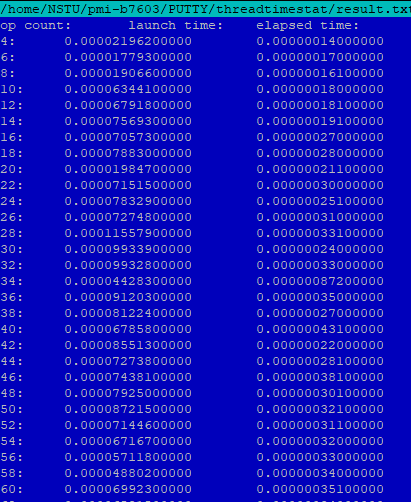 /home/NSTU/pmi-b7603/PUTTY/threadtimestat/result.tx
op count: launch time: elapsed time:
4: 0.00002196200000 0.00000014000000
6: 0.00001779300000 0.00000017000000
8: 0.00001906600000 0.00000016100000
10: 0.00006344100000 0.00000018000000
12: 0.00006791800000 0.00000018100000
14: 0.00007569300000 0.00000019100000
16: 0.00007057300000 0.00000027000000
18: 0.00007883000000 0.00000028000000
20: 0.00001984700000 0.00000021100000
22: 0.00007151500000 0.00000030000000
24: 0.00007832900000 0.00000025100000
26: 0.00007274800000 0.00000031000000
28: 0.00011557900000 0.00000033100000
30: 0.00009933900000 0.00000024000000
32: 0.00009932800000 0.00000033000000
34: 0.00004428300000 0.00000087200000
36: 0.00009120300000 0.00000035000000
38: 0.00008122400000 0.00000027000000
40: 0.00006785800000 0.00000043100000
42: 0.00008551300000 0.00000022000000
44: 0.00007273800000 0.00000028100000
46: 0.00007438100000 0.00000038100000
48: 0.00007925000000 0.00000030100000
50: 0.00008721500000 0.00000032100000
52: 0.00007144600000 0.00000031100000
54: 0.00006716700000 0.00000032000000
56: 0.00005711800000 0.00000033000000
58: 0.00004880200000 0.00000034000000
60: 0.00006992300000 0.00000035100000